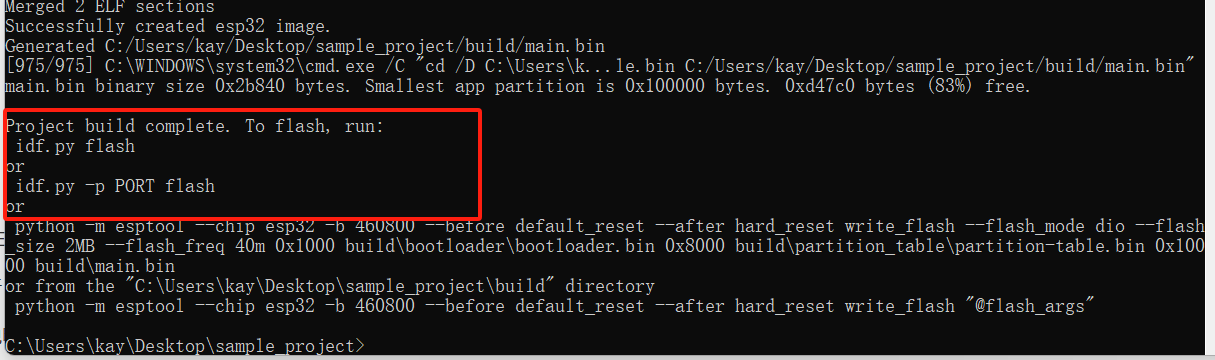 Merged 2 ELF sections
Successfully created esp32 image.
Generated C:/Users/kay/Desktop/sample_project/build/main.bin
[975/975] C:\WINDOWS\system32\cmd.exe /C "cd /D C:\Users\k...le.bin C:/Users/kay/Desktop/sample_project/build/main.bin"
main.bin binary size 0x2b840 bytes. Smallest app partition is 0x100000 bytes. 0xd47c0 bytes (83%) free.
Project build complete. To flash, run:
idf.py flash
or
idf.py -p PORT flash
or
python -m esptool --chip esp32 -b 460800 --before default_reset --after hard_reset write_flash --flash_mode dio --flash
_size 2MB --flash_freq 40m 0x1000 build\bootloader\bootloader.bin 0x8000 build\partition_table\partition-table.bin 0x100
00 build\main.bin
or from the "C:\Users\kay\Desktop\sample_project\build" directory
python -m esptool --chip esp32 -b 460800 --before default_reset --after hard_reset write_flash "@flash_args"
C:\Users\kay\Desktop\sample_project>